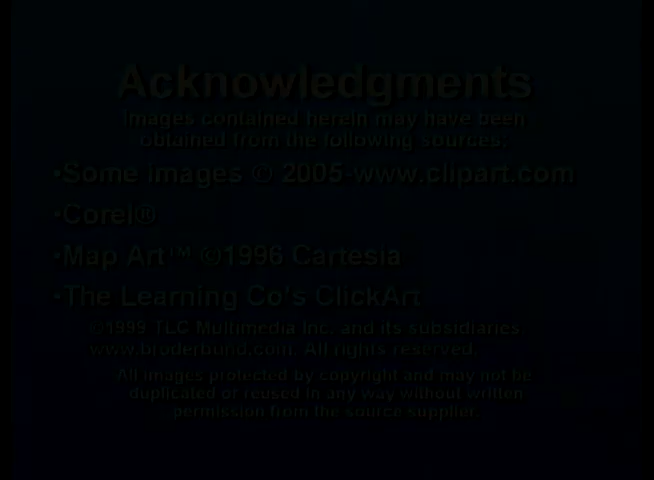 Acknowledgments
Images contained herein may have been
obtained from the following sources:
•Some images © 2005-www.clipart.com
•Corel®
•Map Art™ ©1996 Cartesia
•The Learning Co's ClickArt
©1999 TLC Multimedia Inc. and its subsidiaries.
www.broderbund.com. All rights reserved.
All images protected by copyright and may not be
duplicated or reused in any way without written
permission from the source supplier.